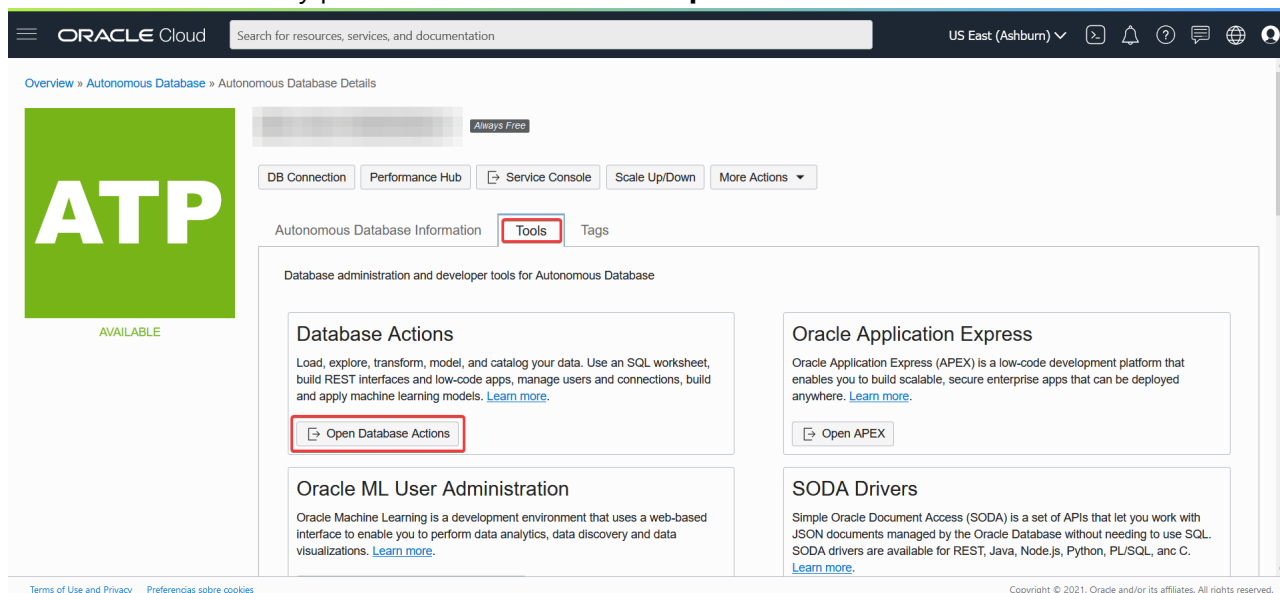 ORACLE Cloud
Search for resources, services, and documentation
US East (Ashburn)
Overview » Autonomous Database » Autonomous Database Details
ATP
AVAILABLE
Always Free
DB Connection
Performance Hub
Service Console
Scale Up/Down
More Actions
Autonomous Database Information
Tools
Tags
Database administration and developer tools for Autonomous Database
Database Actions
Load, explore, transform, model, and catalog your data. Use an SQL worksheet,
build REST interfaces and low-code apps, manage users and connections, build
and apply machine learning models. Learn more.
Open Database Actions
Oracle Application Express
Oracle Application Express (APEX) is a low-code development platform that
enables you to build scalable, secure enterprise apps that can be deployed
anywhere. Learn more.
Open APEX
Oracle ML User Administration
Oracle Machine Learning is a development environment that uses a web-based
interface to enable you to perform data analytics, data discovery and data
visualizations. Learn more.
SODA Drivers
Simple Oracle Document Access (SODA) is a set of APIs that let you work with
JSON documents managed by the Oracle Database without needing to use SQL.
SODA drivers are available for REST, Java, Node.js, Python, PL/SQL, anc C.
Learn more.
Terms of Use and Privacy
Preferencias sobre cookies
Copyright © 2021, Oracle and/or its affiliates. All rights reserved.